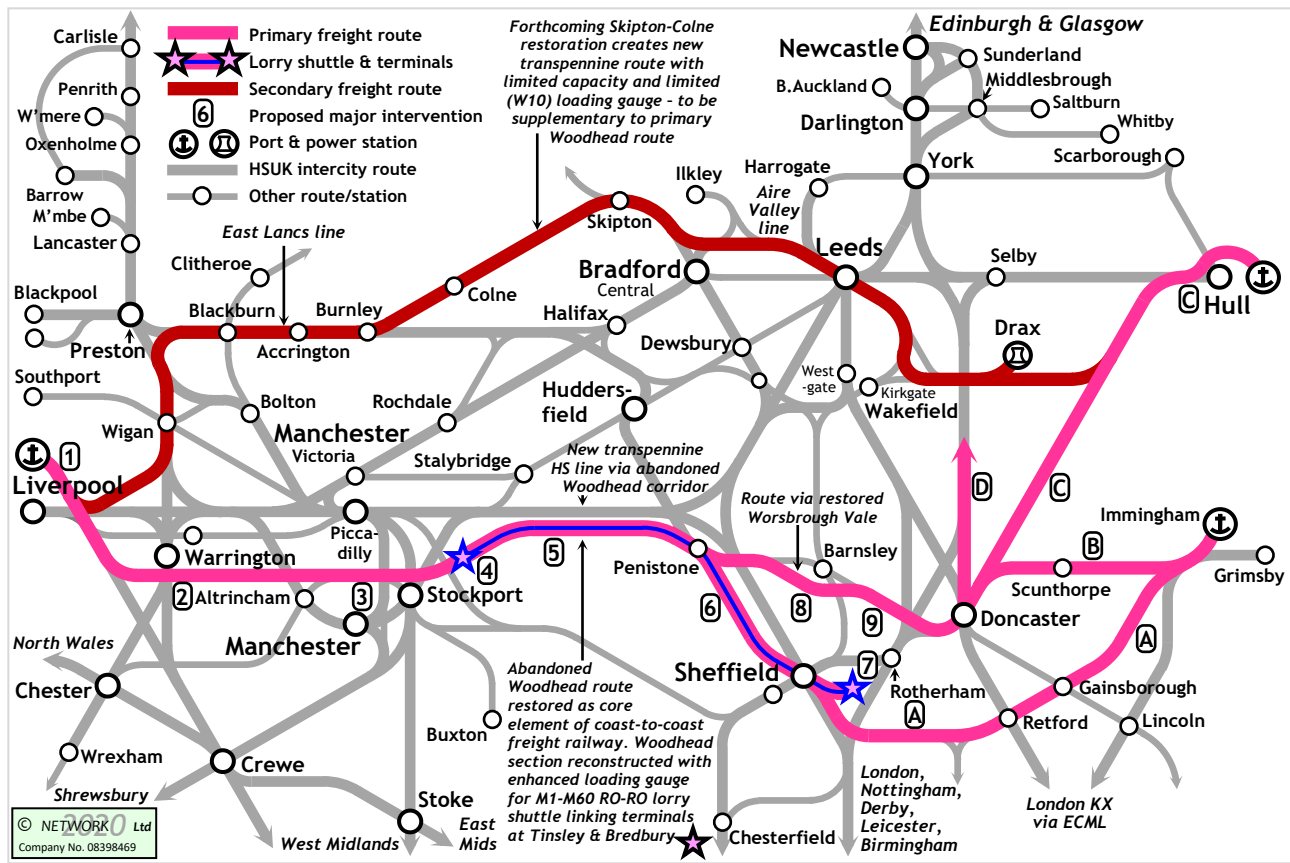 Carlisle
Penrith
W'mere
Oxenholme
Barrow
M'mbe
Lancaster
Blackpool
Preston
Southport
Primary freight route
Lorry shuttle & terminals
Secondary freight route
6 Proposed major intervention
Port & power station
HSUK intercity route
Other route/station
Forthcoming Skipton-Colne
restoration creates new
transpennine route with
limited capacity and limited
(W10) loading gauge - to be
supplementary to primary
Woodhead route
Edinburgh & Glasgow
Newcastle
Sunderland
Middlesbrough
B.Auckland
Saltburn
Darlington
Whitby
York
Scarborough
Harrogate
Ilkley
Aire
Valley
line
Skipton
East Lancs line
Clitheroe
Leeds
Selby
Bradford
Central
Colne
Blackburn
Burnley
Accrington
Halifax
Hull
C
Drax
Dewsbury
West
-gate
Kirkgate
Wakefield
Hudders-
field
Bolton
Rochdale
Wigan
Manchester
Victoria
Stalybridge
New transpennine
HS line via abandoned
Woodhead corridor
1
Liverpool
Picca-
dilly
Route via restored
Worsbrough Vale
D
C
Immingham
B
Warrington
5
4
Penistone
Barnsley
Scunthorpe
Grimsby
2
Altrincham
3
Stockport
6
8
9
Doncaster
Manchester
North Wales
Chester
Sheffield
7
Rotherham
A
A
Gainsborough
Retford
Lincoln
Buxton
Abandoned
Woodhead route
restored as core
element of coast-to-coast
freight railway. Woodhead
section reconstructed with
enhanced loading gauge
for M1-M60 RO-RO lorry
shuttle linking terminals
at Tinsley & Bredbury
Wrexham
Crewe
Shrewsbury
Stoke
East
Mids
West Midlands
Chesterfield
London,
Nottingham,
Derby,
Leicester,
Birmingham
London KX
via ECML
© NETWORK 2020 Ltd
Company No. 08398469